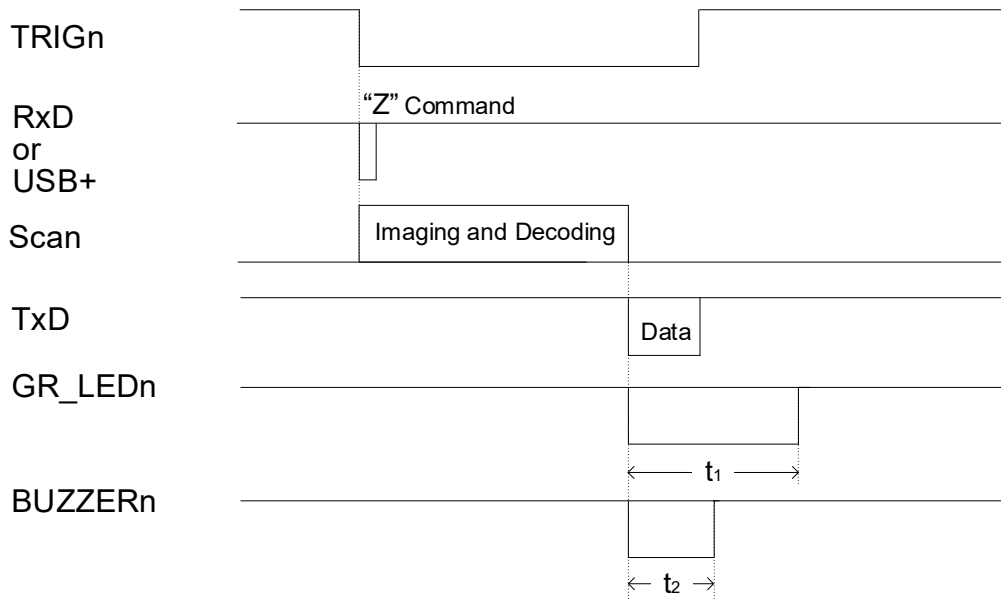 TRIGn
“Z” Command
RxD
or
USB+
Scan
Imaging and Decoding
TxD
Data
GR_LEDn
t1
BUZZERn
t2